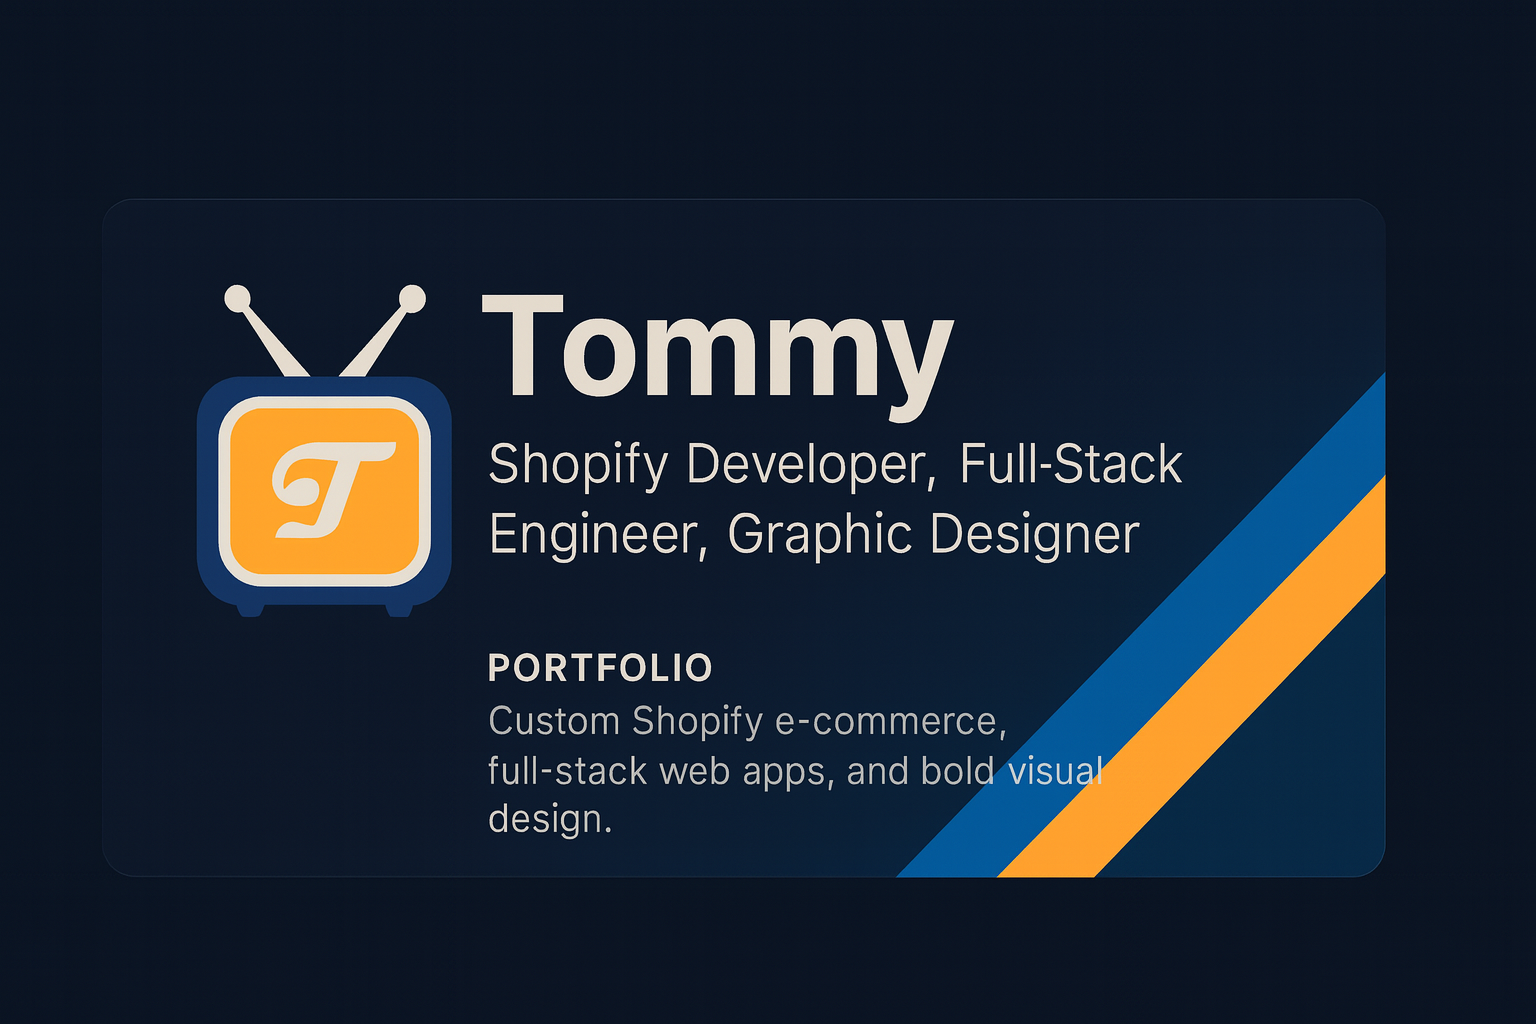 T
Tommy
Shopify Developer, Full-Stack
Engineer, Graphic Designer
PORTFOLIO
Custom Shopify e-commerce,
full-stack web apps, and bold visual
design.